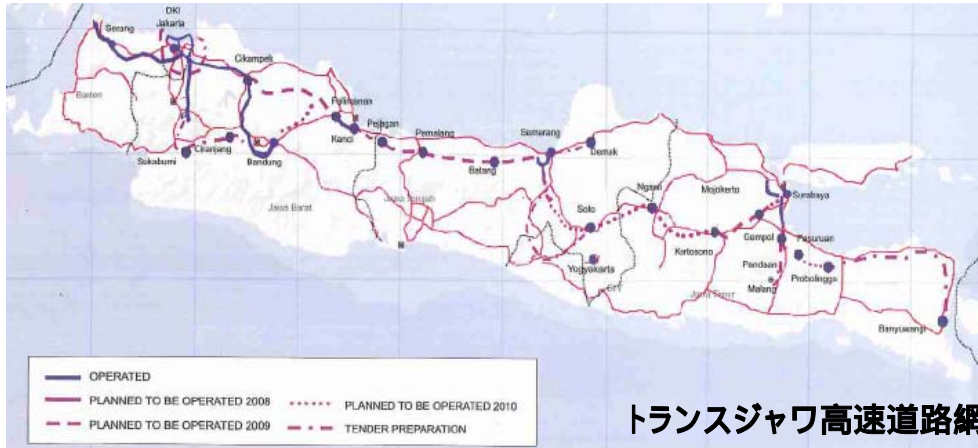 Serang
DKI
Jakarta
Cikampek
Banten
Palimanan
Pejagan
Kanci
Pemalang
Semarang
Demak
Sukabumi
Ciranjang
Bandung
Batang
Jawa Barat
Jawa Tengah
Ngawi
Mojokerto
Surabaya
Solo
Kertosono
Gempol
Pasuruan
Yogyakarta
DIY
Pandaan
Malang
Probolinggo
Jawa Timur
Banyuwangi
OPERATED
PLANNED TO BE OPERATED 2008
PLANNED TO BE OPERATED 2010
PLANNED TO BE OPERATED 2009
TENDER PREPARATION
トランスジャワ高速道路網